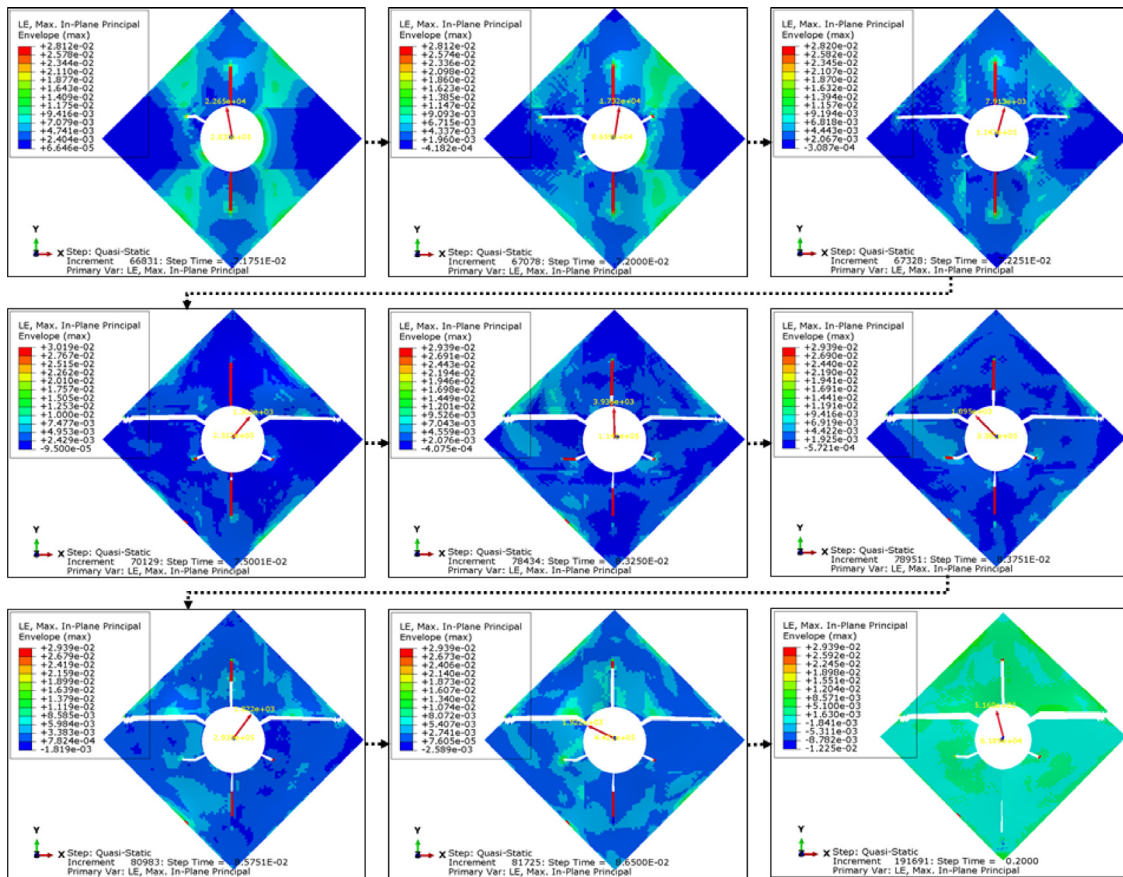 LE, Max. In-Plane Principal
Envelope (max)
+2.812e-02
+2.578e-02
+2.344e-02
+2.110e-02
+1.877e-02
+1.643e-02
+1.409e-02
+1.175e-02
+9.416e-03
+7.079e-03
+4.741e-03
+2.404e-03
+6.646e-05
2.265e+04
Y
X
Step: Quasi-Static
Increment 66831: Step Time = .1751E-02
Primary Var: LE, Max. In-Plane Principal
LE, Max. In-Plane Principal
Envelope (max)
+2.812e-02
+2.574e-02
+2.336e-02
+2.098e-02
+1.860e-02
+1.623e-02
+1.385e-02
+1.147e-02
+9.093e-03
+6.715e-03
+4.337e-03
+1.960e-03
-4.182e-04
1.732e+04
Y
X
Step: Quasi-Static
Increment 67078: Step Time = .2000E-02
Primary Var: LE, Max. In-Plane Principal
LE, Max. In-Plane Principal
Envelope (max)
+2.820e-02
+2.582e-02
+2.345e-02
+2.107e-02
+1.870e-02
+1.632e-02
+1.394e-02
+1.157e-02
+9.194e-03
+6.818e-03
+4.443e-03
+2.067e-03
-3.087e-04
7.913e+03
Y
X
Step: Quasi-Static
Increment 67328: Step Time = .2251E-02
Primary Var: LE, Max. In-Plane Principal
LE, Max. In-Plane Principal
Envelope (max)
+3.019e-02
+2.767e-02
+2.515e-02
+2.262e-02
+2.010e-02
+1.757e-02
+1.505e-02
+1.253e-02
+1.000e-02
+7.477e-03
+4.953e-03
+2.429e-03
-9.500e-05
Y
X
Step: Quasi-Static
Increment 70129: Step Time = .5001E-02
Primary Var: LE, Max. In-Plane Principal
LE, Max. In-Plane Principal
Envelope (max)
+2.939e-02
+2.691e-02
+2.443e-02
+2.194e-02
+1.946e-02
+1.698e-02
+1.449e-02
+1.201e-02
+9.526e-03
+7.043e-03
+4.559e-03
+2.076e-03
-4.075e-04
Y
X
Step: Quasi-Static
Increment 78434: Step Time = .3250E-02
Primary Var: LE, Max. In-Plane Principal
LE, Max. In-Plane Principal
Envelope (max)
+2.939e-02
+2.690e-02
+2.440e-02
+2.190e-02
+1.941e-02
+1.691e-02
+1.441e-02
+1.191e-02
+9.416e-03
+6.919e-03
+4.422e-03
+1.925e-03
-5.721e-04
Y
X
Step: Quasi-Static
Increment 78951: Step Time = .3751E-02
Primary Var: LE, Max. In-Plane Principal
LE, Max. In-Plane Principal
Envelope (max)
+2.939e-02
+2.679e-02
+2.419e-02
+2.159e-02
+1.899e-02
+1.639e-02
+1.379e-02
+1.119e-02
+8.585e-03
+5.984e-03
+3.383e-03
+7.824e-04
-1.819e-03
Y
X
Step: Quasi-Static
Increment 80983: Step Time = .5751E-02
Primary Var: LE, Max. In-Plane Principal
LE, Max. In-Plane Principal
Envelope (max)
+2.939e-02
+2.673e-02
+2.406e-02
+2.140e-02
+1.873e-02
+1.607e-02
+1.340e-02
+1.074e-02
+8.072e-03
+5.407e-03
+2.741e-03
+7.605e-05
-2.589e-03
Y
X
Step: Quasi-Static
Increment 81725: Step Time = .6500E-02
Primary Var: LE, Max. In-Plane Principal
LE, Max. In-Plane Principal
Envelope (max)
+2.939e-02
+2.592e-02
+2.245e-02
+1.898e-02
+1.551e-02
+1.204e-02
+8.571e-03
+5.100e-03
+1.630e-03
-1.841e-03
-5.311e-03
-8.782e-03
-1.225e-02
Y
X
Step: Quasi-Static
Increment 191691: Step Time = 0.2000
Primary Var: LE, Max. In-Plane Principal